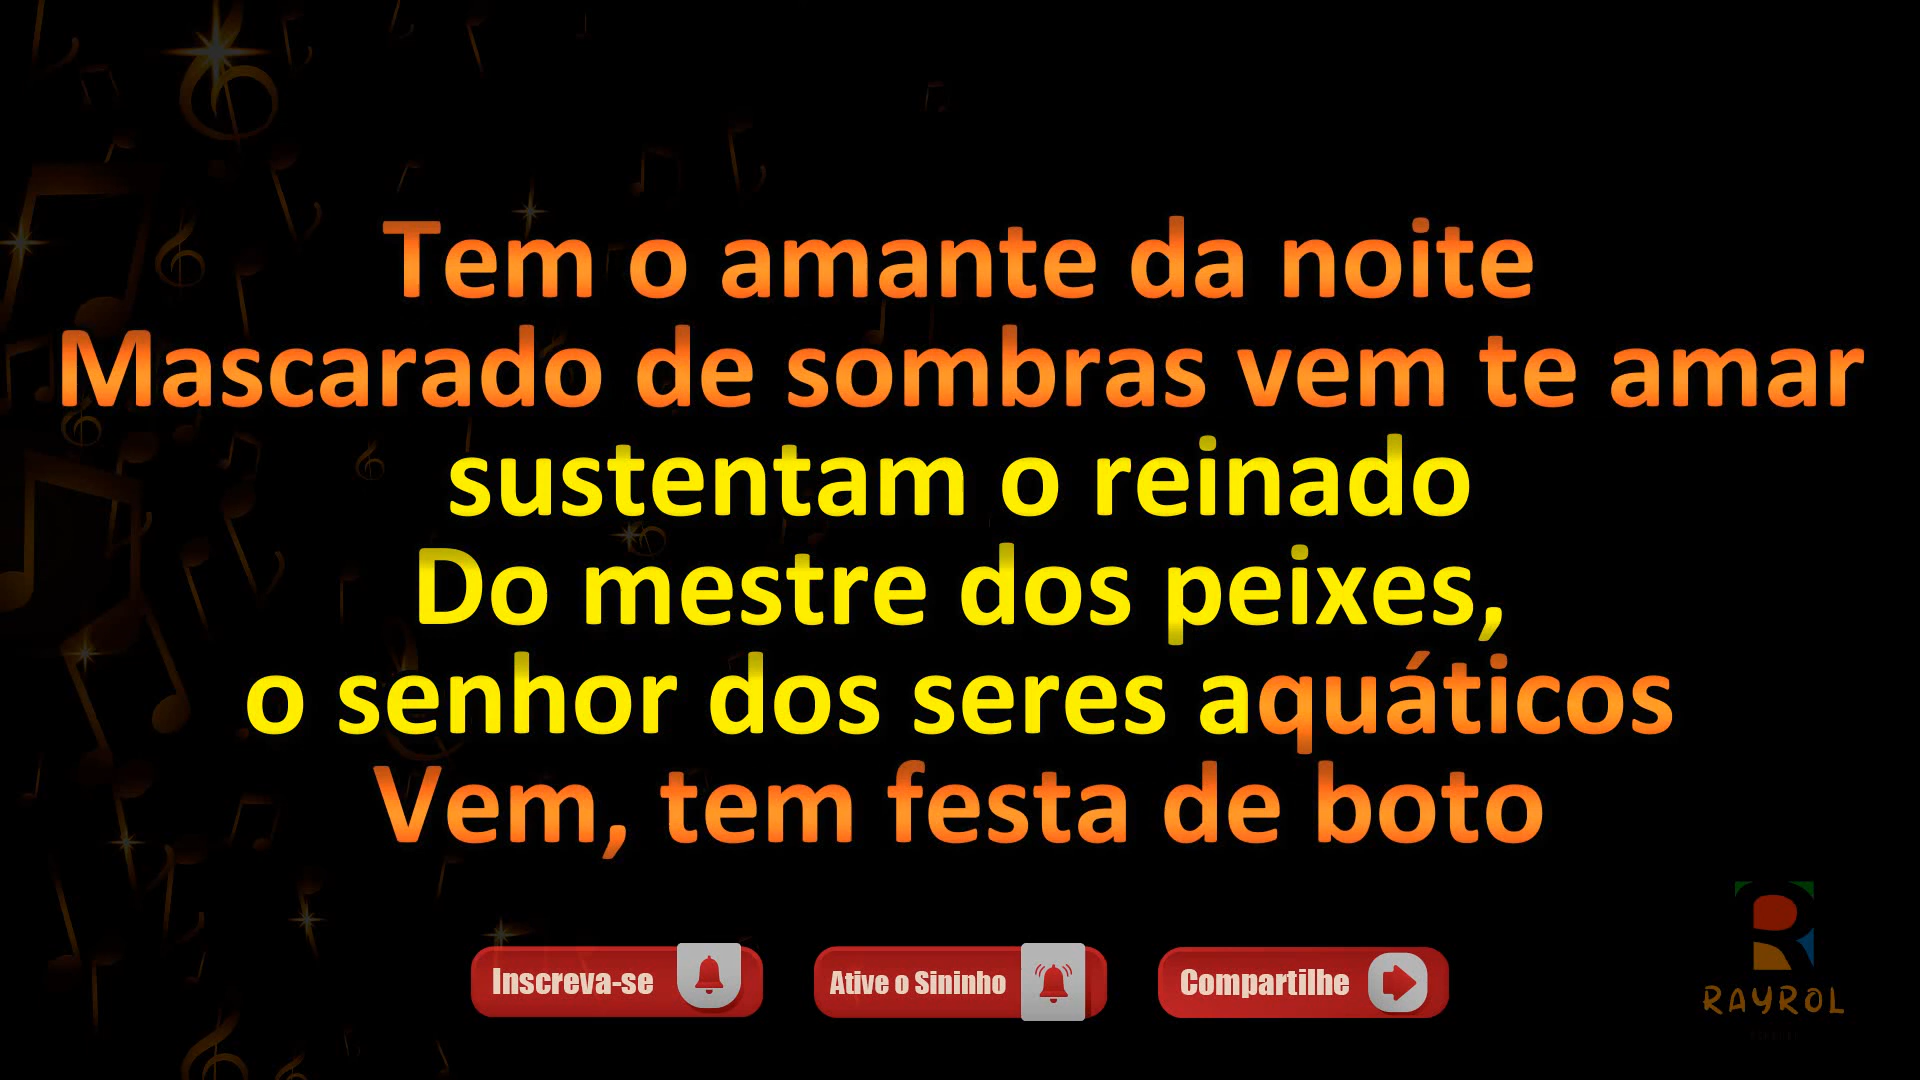 Tem o amante da noite
Mascarado de sombras vem te amar
sustentam o reinado
Do mestre dos peixes,
o senhor dos seres aquáticos
Vem, tem festa de boto
Inscreva-se
Ative o Sininho
Compartilhe
R
RAYROL